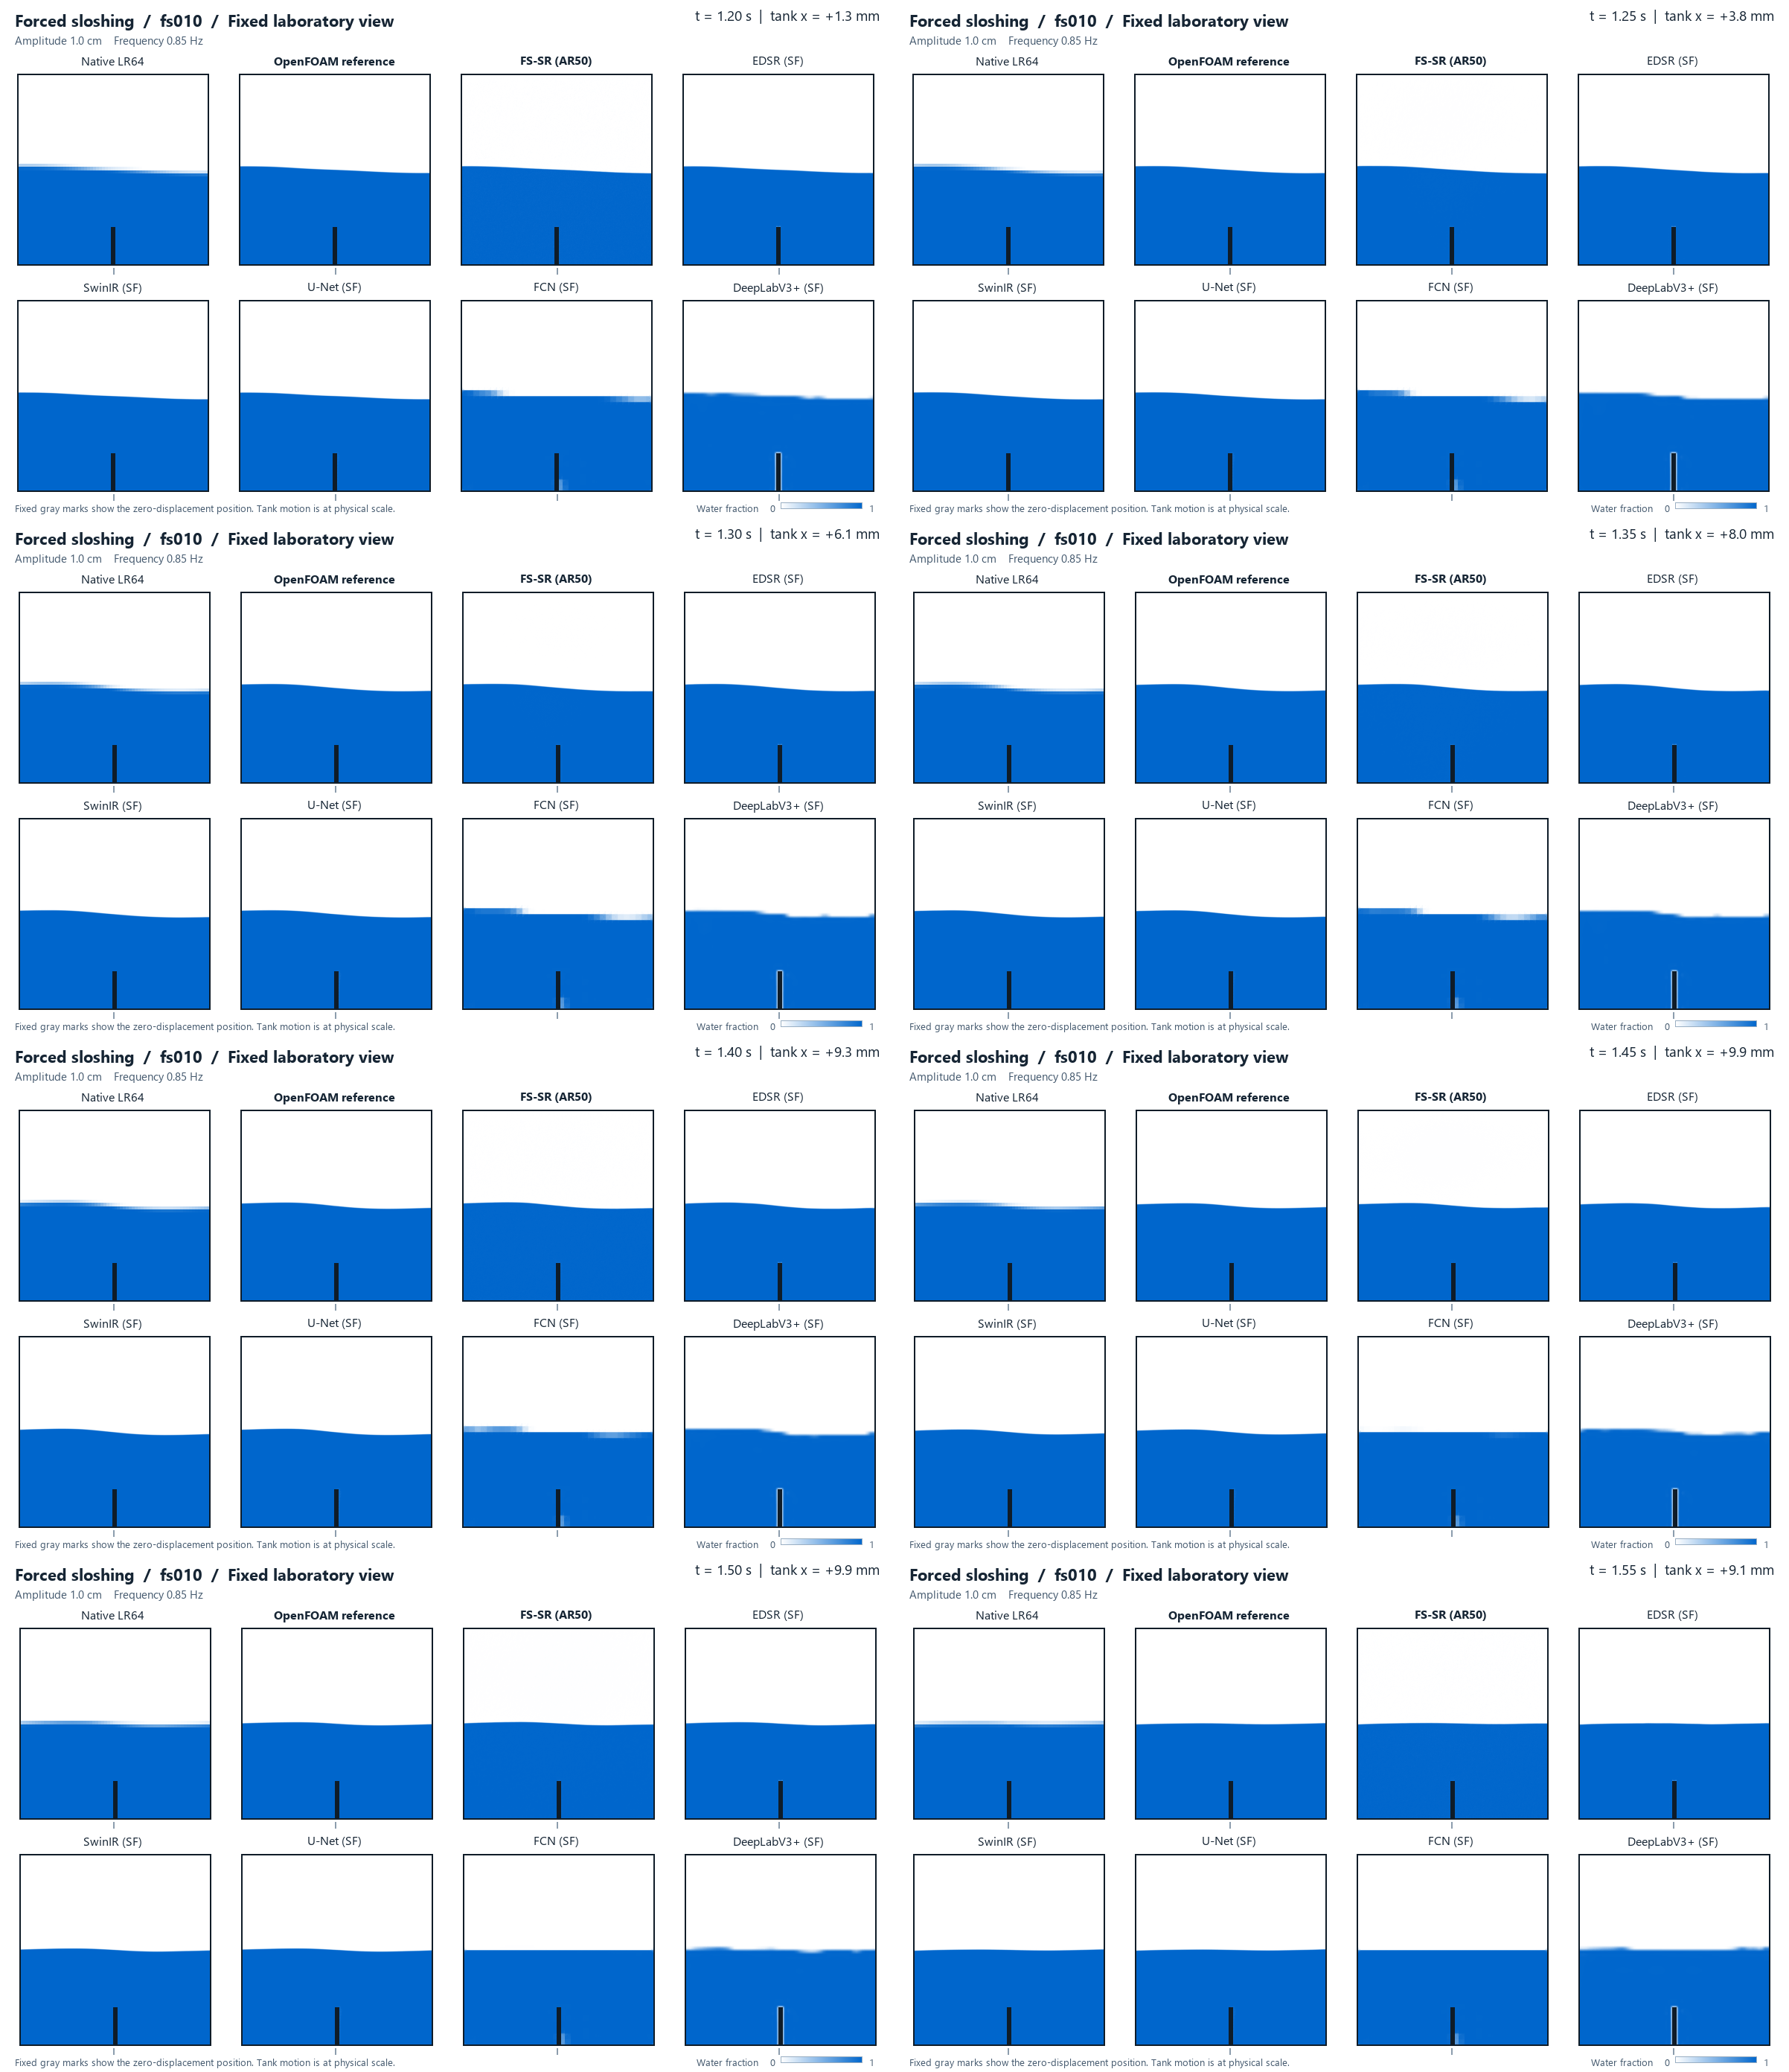 Forced sloshing / fs010 / Fixed laboratory view
t = 1.20 s | tank x = +1.3 mm
Amplitude 1.0 cm Frequency 0.85 Hz
Native LR64
OpenFOAM reference
FS-SR (AR50)
EDSR (SF)
SwinIR (SF)
U-Net (SF)
FCN (SF)
DeepLabV3+ (SF)
Fixed gray marks show the zero-displacement position. Tank motion is at physical scale.
Water fraction 0 1
Forced sloshing / fs010 / Fixed laboratory view
t = 1.25 s | tank x = +3.8 mm
Amplitude 1.0 cm Frequency 0.85 Hz
Native LR64
OpenFOAM reference
FS-SR (AR50)
EDSR (SF)
SwinIR (SF)
U-Net (SF)
FCN (SF)
DeepLabV3+ (SF)
Fixed gray marks show the zero-displacement position. Tank motion is at physical scale.
Water fraction 0 1
Forced sloshing / fs010 / Fixed laboratory view
t = 1.30 s | tank x = +6.1 mm
Amplitude 1.0 cm Frequency 0.85 Hz
Native LR64
OpenFOAM reference
FS-SR (AR50)
EDSR (SF)
SwinIR (SF)
U-Net (SF)
FCN (SF)
DeepLabV3+ (SF)
Fixed gray marks show the zero-displacement position. Tank motion is at physical scale.
Water fraction 0 1
Forced sloshing / fs010 / Fixed laboratory view
t = 1.35 s | tank x = +8.0 mm
Amplitude 1.0 cm Frequency 0.85 Hz
Native LR64
OpenFOAM reference
FS-SR (AR50)
EDSR (SF)
SwinIR (SF)
U-Net (SF)
FCN (SF)
DeepLabV3+ (SF)
Fixed gray marks show the zero-displacement position. Tank motion is at physical scale.
Water fraction 0 1
Forced sloshing / fs010 / Fixed laboratory view
t = 1.40 s | tank x = +9.3 mm
Amplitude 1.0 cm Frequency 0.85 Hz
Native LR64
OpenFOAM reference
FS-SR (AR50)
EDSR (SF)
SwinIR (SF)
U-Net (SF)
FCN (SF)
DeepLabV3+ (SF)
Fixed gray marks show the zero-displacement position. Tank motion is at physical scale.
Water fraction 0 1
Forced sloshing / fs010 / Fixed laboratory view
t = 1.45 s | tank x = +9.9 mm
Amplitude 1.0 cm Frequency 0.85 Hz
Native LR64
OpenFOAM reference
FS-SR (AR50)
EDSR (SF)
SwinIR (SF)
U-Net (SF)
FCN (SF)
DeepLabV3+ (SF)
Fixed gray marks show the zero-displacement position. Tank motion is at physical scale.
Water fraction 0 1
Forced sloshing / fs010 / Fixed laboratory view
t = 1.50 s | tank x = +9.9 mm
Amplitude 1.0 cm Frequency 0.85 Hz
Native LR64
OpenFOAM reference
FS-SR (AR50)
EDSR (SF)
SwinIR (SF)
U-Net (SF)
FCN (SF)
DeepLabV3+ (SF)
Fixed gray marks show the zero-displacement position. Tank motion is at physical scale.
Water fraction 0 1
Forced sloshing / fs010 / Fixed laboratory view
t = 1.55 s | tank x = +9.1 mm
Amplitude 1.0 cm Frequency 0.85 Hz
Native LR64
OpenFOAM reference
FS-SR (AR50)
EDSR (SF)
SwinIR (SF)
U-Net (SF)
FCN (SF)
DeepLabV3+ (SF)
Fixed gray marks show the zero-displacement position. Tank motion is at physical scale.
Water fraction 0 1